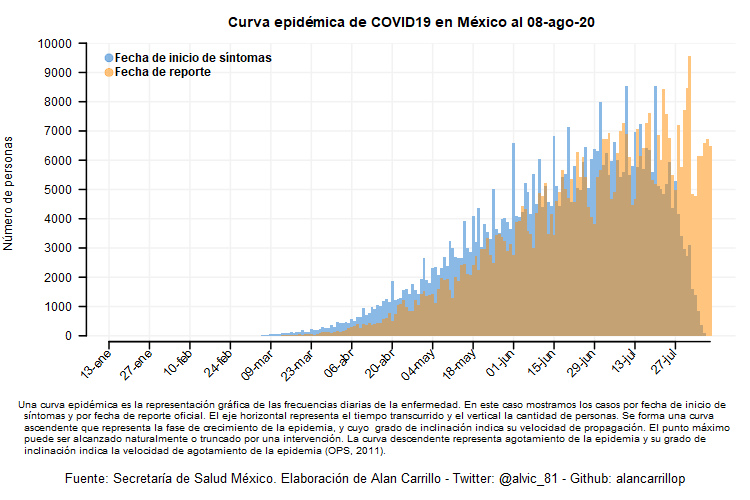 Curva epidémica de COVID19 en México al 08-ago-20
Número de personas
10000
9000
8000
7000
6000
5000
4000
3000
2000
1000
0
Fecha de inicio de síntomas
Fecha de reporte
13-ene
27-ene
10-feb
24-feb
09-mar
23-mar
06-abr
20-abr
04-may
18-may
01-jun
15-jun
29-jun
13-jul
27-jul
Una curva epidémica es la representación gráfica de las frecuencias diarias de la enfermedad. En este caso mostramos los casos por fecha de inicio de
síntomas y por fecha de reporte oficial. El eje horizontal representa el tiempo transcurrido y el vertical la cantidad de personas. Se forma una curva
ascendente que representa la fase de crecimiento de la epidemia, y cuyo grado de inclinación indica su velocidad de propagación. El punto máximo
puede ser alcanzado naturalmente o truncado por una intervención. La curva descendente representa agotamiento de la epidemia y su grado de
inclinación indica la velocidad de agotamiento de la epidemia (OPS, 2011).
Fuente: Secretaría de Salud México. Elaboración de Alan Carrillo - Twitter: @alvic_81 - Github: alancarrillop